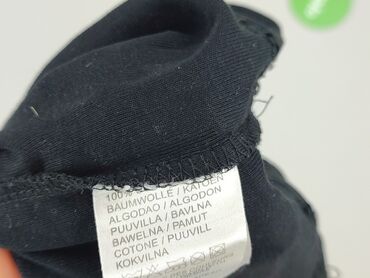 100%
BAUMWOLLE / KATOEN
ALGODAO / ALGODON
PUUVILLA / BAVLNA
BAWEŁNA / PAMUT
COTONE / PUUVILL
KOKVILNA